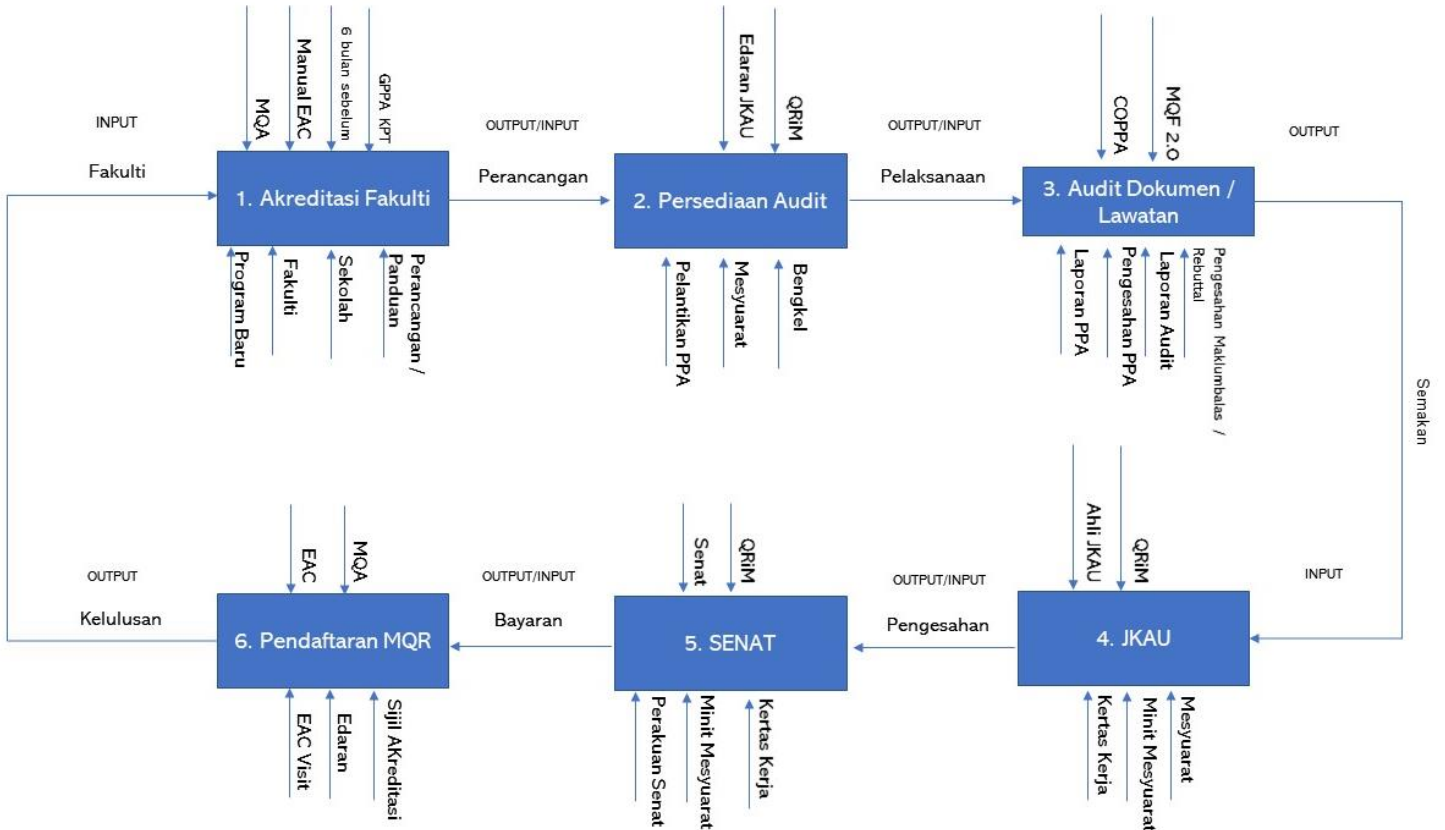 MQA
Manual EAC
6 bulan sebelum
GPPA KPT
Edaran JKAU
QRiM
COPPA
MQF 2.0
INPUT
Fakulti
1. Akreditasi Fakulti
OUTPUT/INPUT
Perancangan
2. Persediaan Audit
OUTPUT/INPUT
Pelaksanaan
3. Audit Dokumen /
Lawatan
OUTPUT
Program Baru
Fakulti
Sekolah
Perancangan /
Panduan
Pelantikan PPA
Mesyuarat
Bengkel
Laporan PPA
Pengesahan PPA
Laporan Audit
Pengesahan Maklumbalas /
Rebuttal
Semakan
EAC
MQA
Senat
QRiM
Ahli JKAU
QRiM
OUTPUT
Kelulusan
6. Pendaftaran MQR
OUTPUT/INPUT
Bayaran
5. SENAT
OUTPUT/INPUT
Pengesahan
4. JKAU
INPUT
EAC Visit
Edaran
Sijil AKreditasi
Perakuan Senat
Minit Mesyuarat
Kertas Kerja
Kertas Kerja
Minit Mesyuarat
Mesyuarat